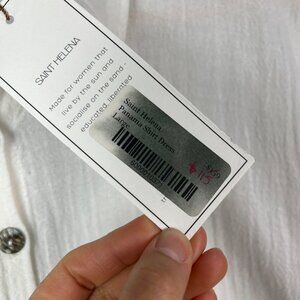 SAINT HELENA
Made for women that
live by the sun and
socialise on the sand -
educated, liberated
Saint Helena
Panama Shirt Dress
Large